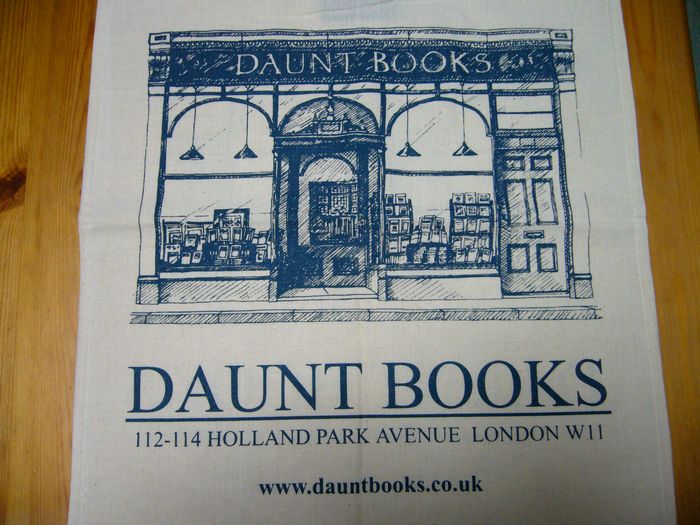 DAUNT BOOKS
DAUNT BOOKS
112-114 HOLLAND PARK AVENUE LONDON W11
www.dauntbooks.co.uk